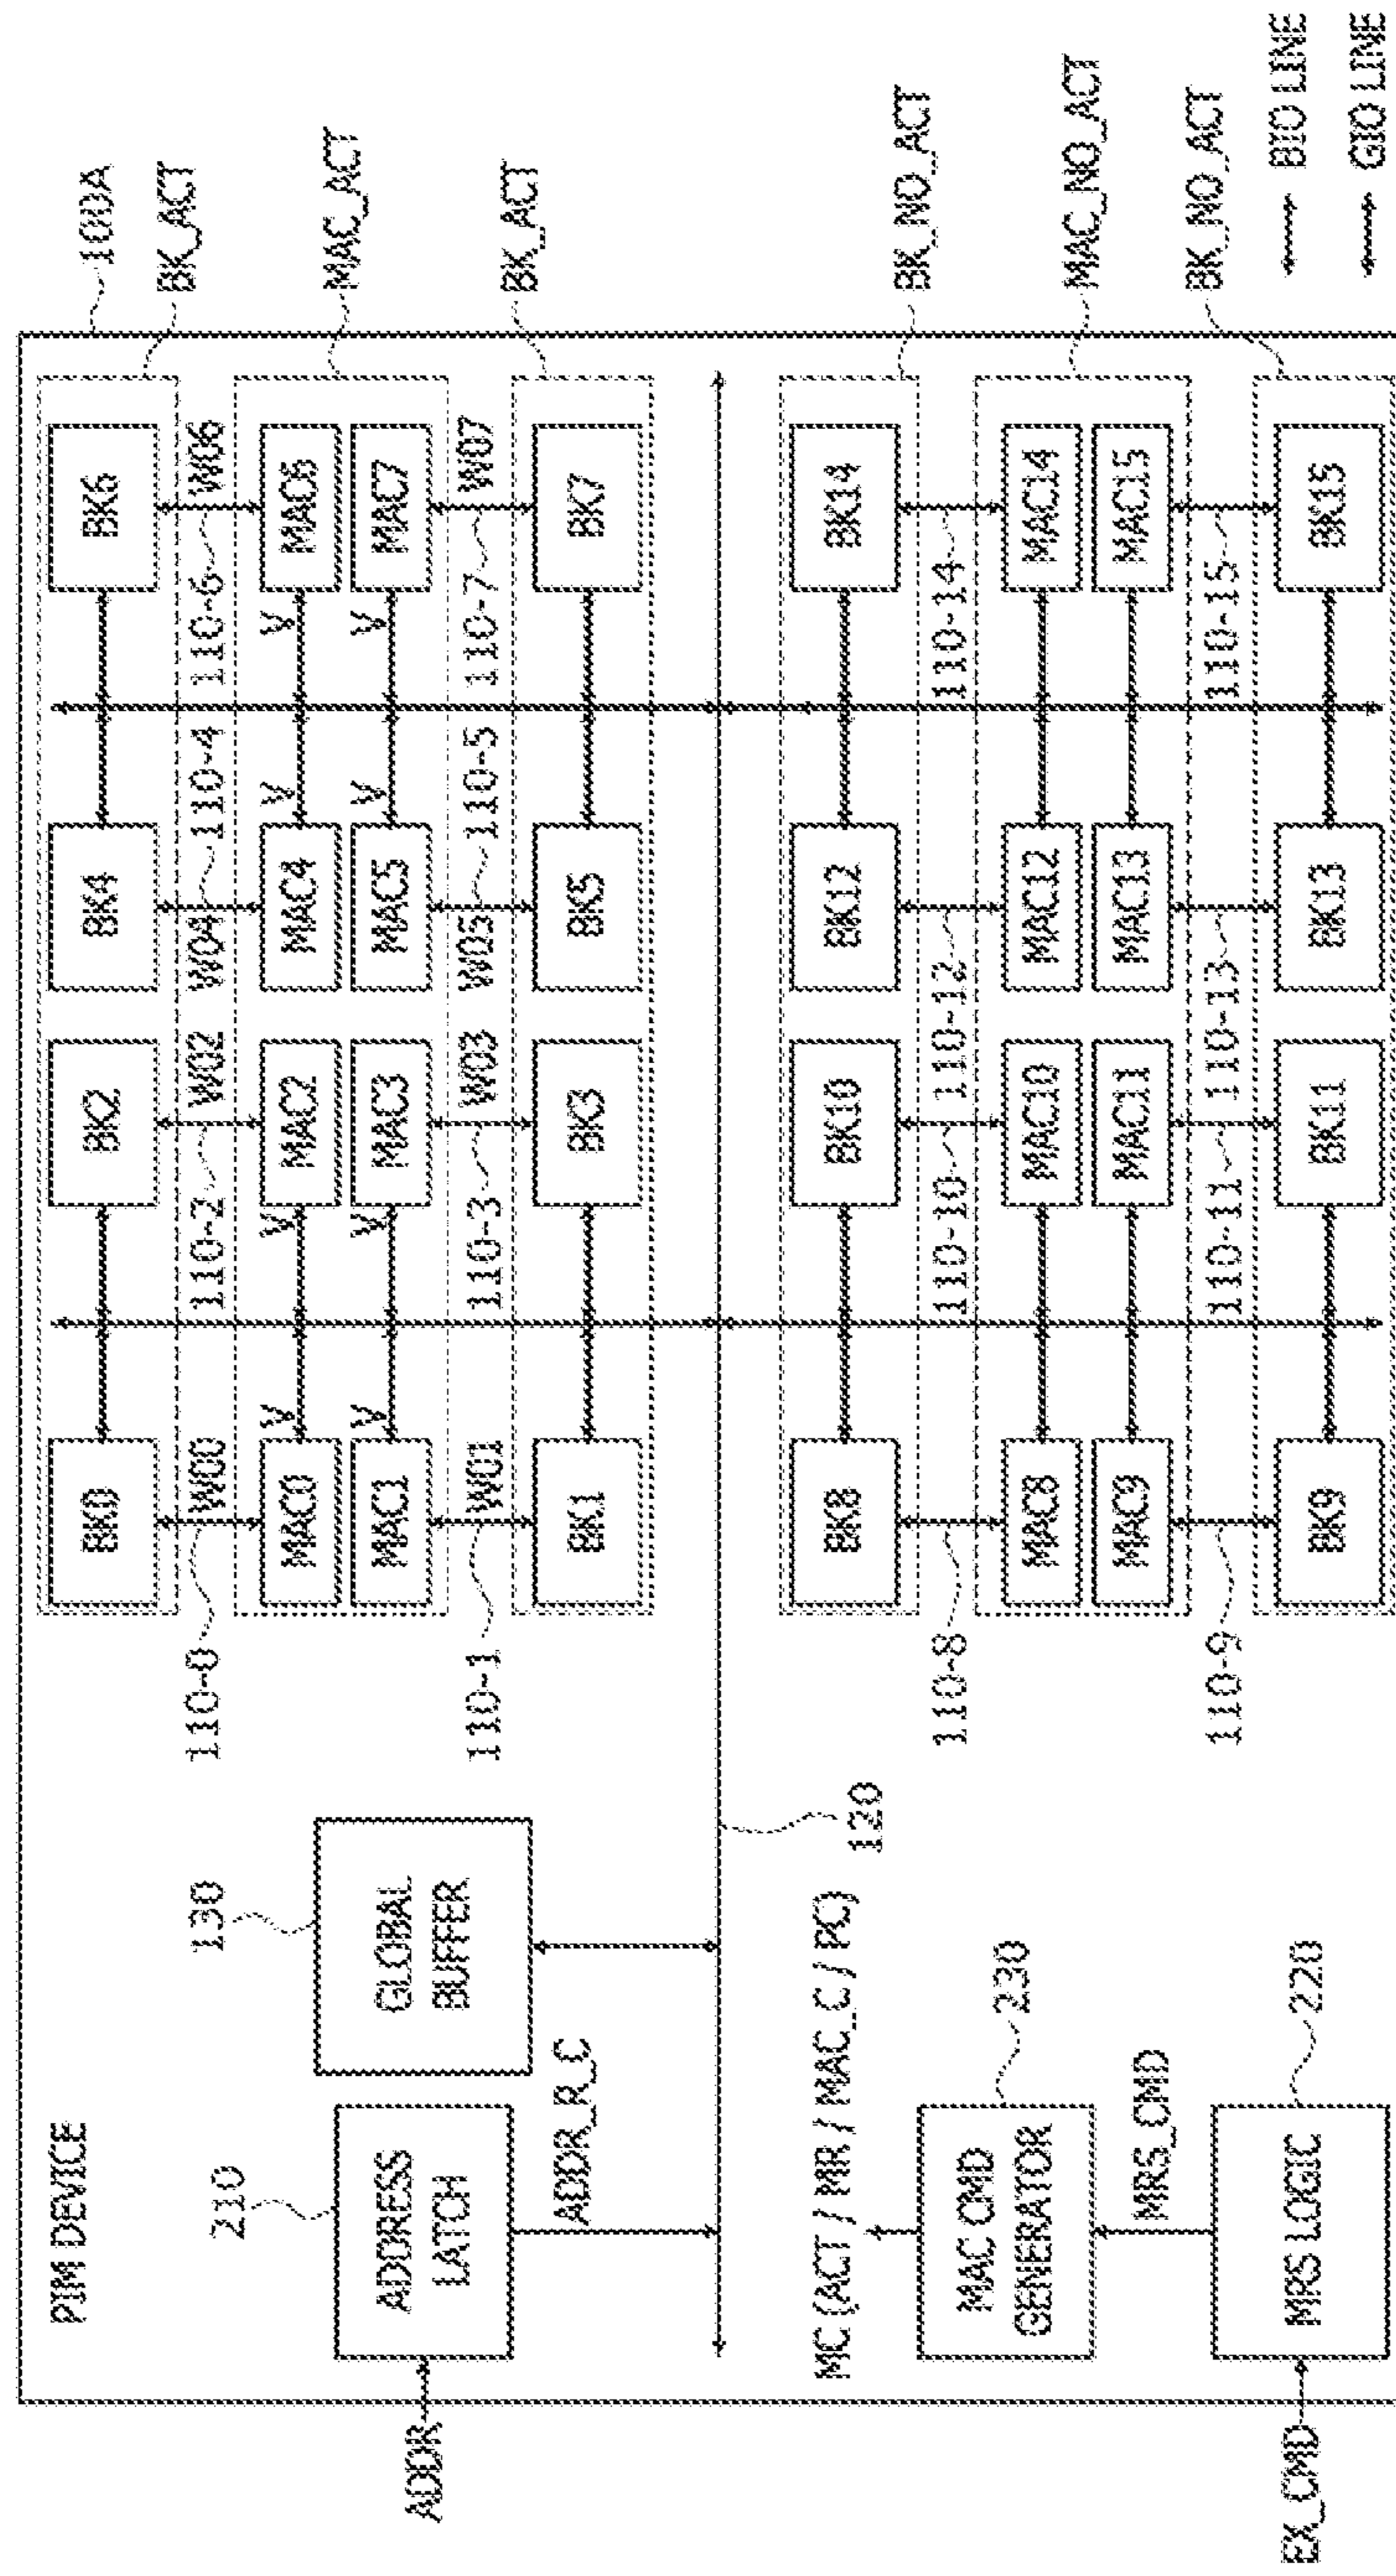 PIM DEVICE
100A
BK_ACT
MAC_ACT
BK_ACT
BK0
BK2
BK4
BK6
110-0
W00
110-2
W02
W04
110-4
110-6
W06
MAC0
V
V
MAC2
MAC4
V
V
MAC6
MAC1
V
V
MAC3
MAC5
V
V
MAC7
110-1
W01
110-3
W03
W05
110-5
110-7
W07
BK1
BK3
BK5
BK7
ADDR
210
ADDRESS
LATCH
130
GLOBAL
BUFFER
ADDR_R_C
120
MC (ACT / MR / MAC_C / PC)
230
MAC CMD
GENERATOR
MRS_CMD
220
MRS LOGIC
EX_CMD
BK_NO_ACT
MAC_NO_ACT
BK_NO_ACT
BK8
BK10
BK12
BK14
110-8
110-10
110-12
110-14
MAC8
MAC10
MAC12
MAC14
MAC9
MAC11
MAC13
MAC15
110-9
110-11
110-13
110-15
BK9
BK11
BK13
BK15
BIO LINE
GIO LINE